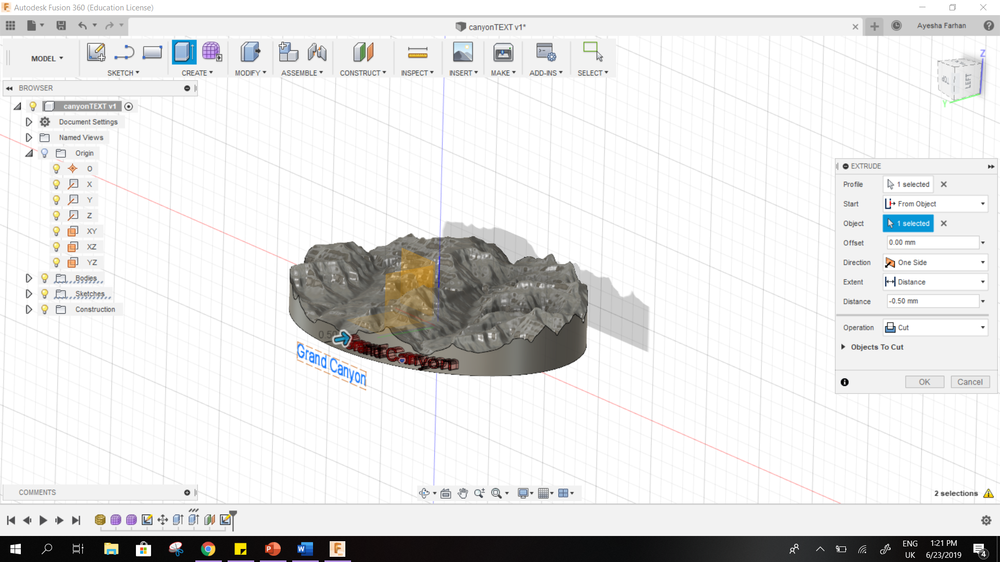 Autodesk Fusion 360 (Education License)
canyonTEXT v1*
Ayesha Farhan
MODEL
SKETCH
CREATE
MODIFY
ASSEMBLE
CONSTRUCT
INSPECT
INSERT
MAKE
ADD-INS
SELECT
Z
TOP
LEFT
Y
BROWSER
canyonTEXT v1
Document Settings
Named Views
Origin
O
X
Y
Z
XY
XZ
YZ
Bodies
Sketches
Construction
EXTRUDE
Profile 1 selected
Start From Object
Object 1 selected
Offset 0.00 mm
Direction One Side
Extent Distance
Distance -0.50 mm
Operation Cut
Objects To Cut
OK Cancel
0.50
Grand Canyon
Grand Canyon
COMMENTS
2 selections
ENG
UK
1:21 PM
6/23/2019
4